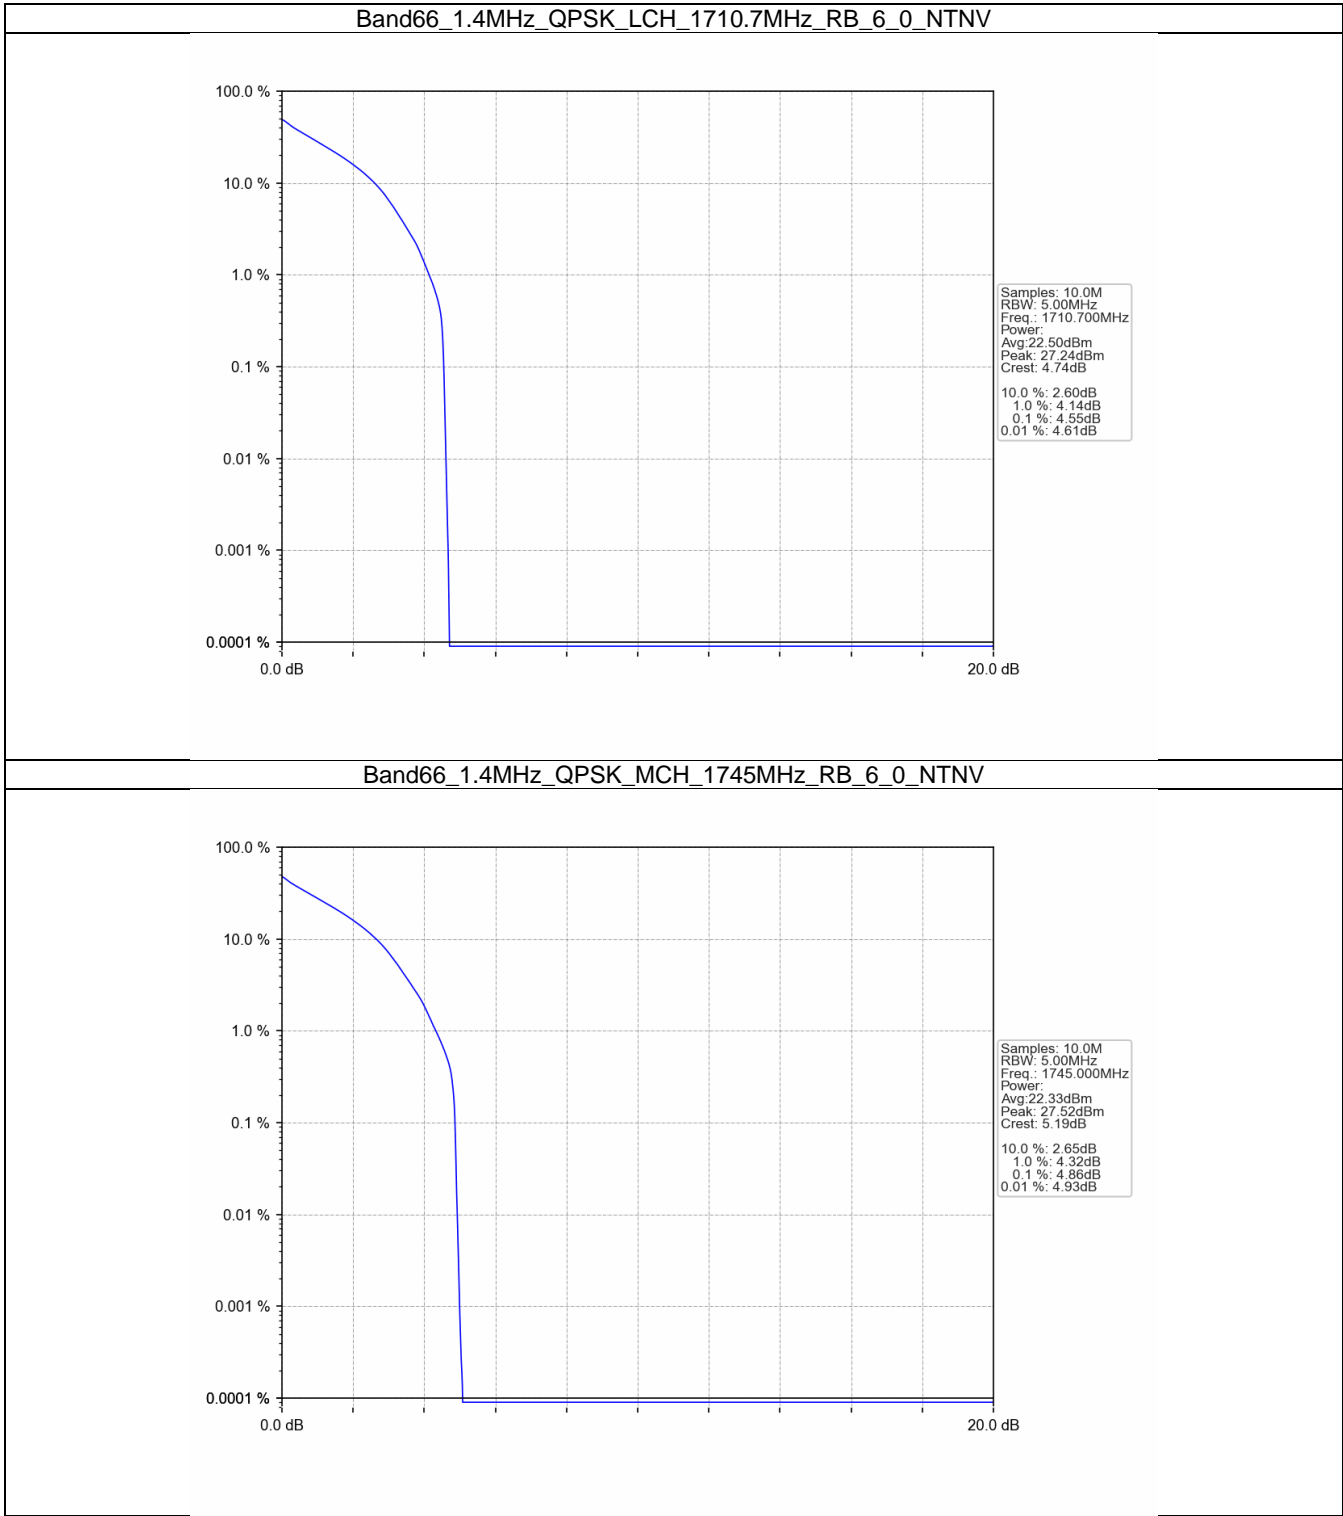 Band66_1.4MHz_QPSK_LCH_1710.7MHz_RB_6_0_NTNV
100.0 %
10.0 %
1.0 %
0.1 %
0.01 %
0.001 %
0.0001 %
0.0 dB
20.0 dB
Samples: 10.0M
RBW: 5.00MHz
Freq.: 1710.700MHz
Power:
Avg:22.50dBm
Peak: 27.24dBm
Crest: 4.74dB
10.0 %: 2.60dB
1.0 %: 4.14dB
0.1 %: 4.55dB
0.01 %: 4.61dB
Band66_1.4MHz_QPSK_MCH_1745MHz_RB_6_0_NTNV
100.0 %
10.0 %
1.0 %
0.1 %
0.01 %
0.001 %
0.0001 %
0.0 dB
20.0 dB
Samples: 10.0M
RBW: 5.00MHz
Freq.: 1745.000MHz
Power:
Avg:22.33dBm
Peak: 27.52dBm
Crest: 5.19dB
10.0 %: 2.65dB
1.0 %: 4.32dB
0.1 %: 4.86dB
0.01 %: 4.93dB